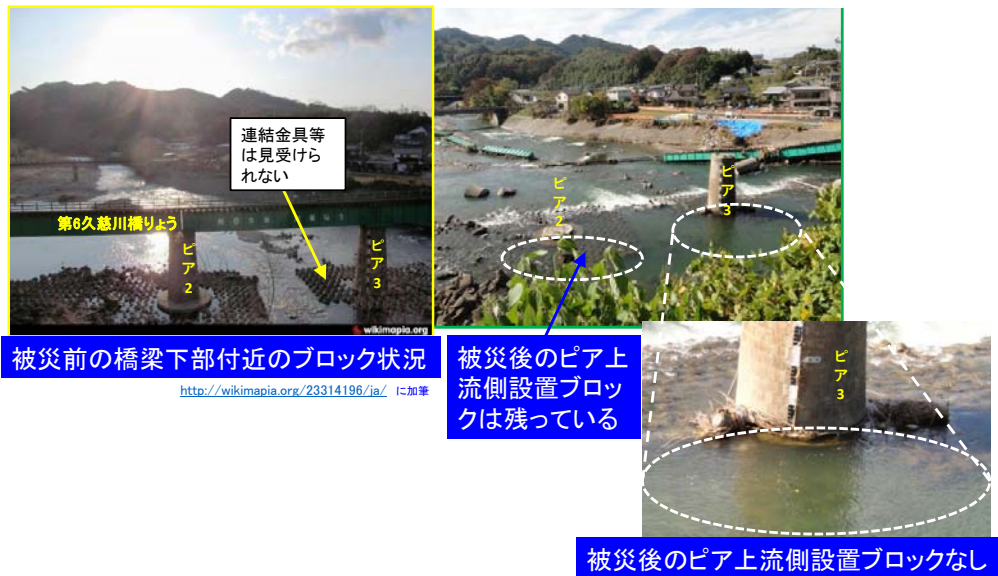 連結金具等
は見受けら
れない
第6久慈川橋りょう
ピア2
ピア3
wikimapia.org
被災前の橋梁下部付近のブロック状況
http://wikimapia.org/23314196/ja/ に加筆
ピア2
ピア3
被災後のピア上
流側設置ブロッ
クは残っている
ピア3
被災後のピア上流側設置ブロックなし